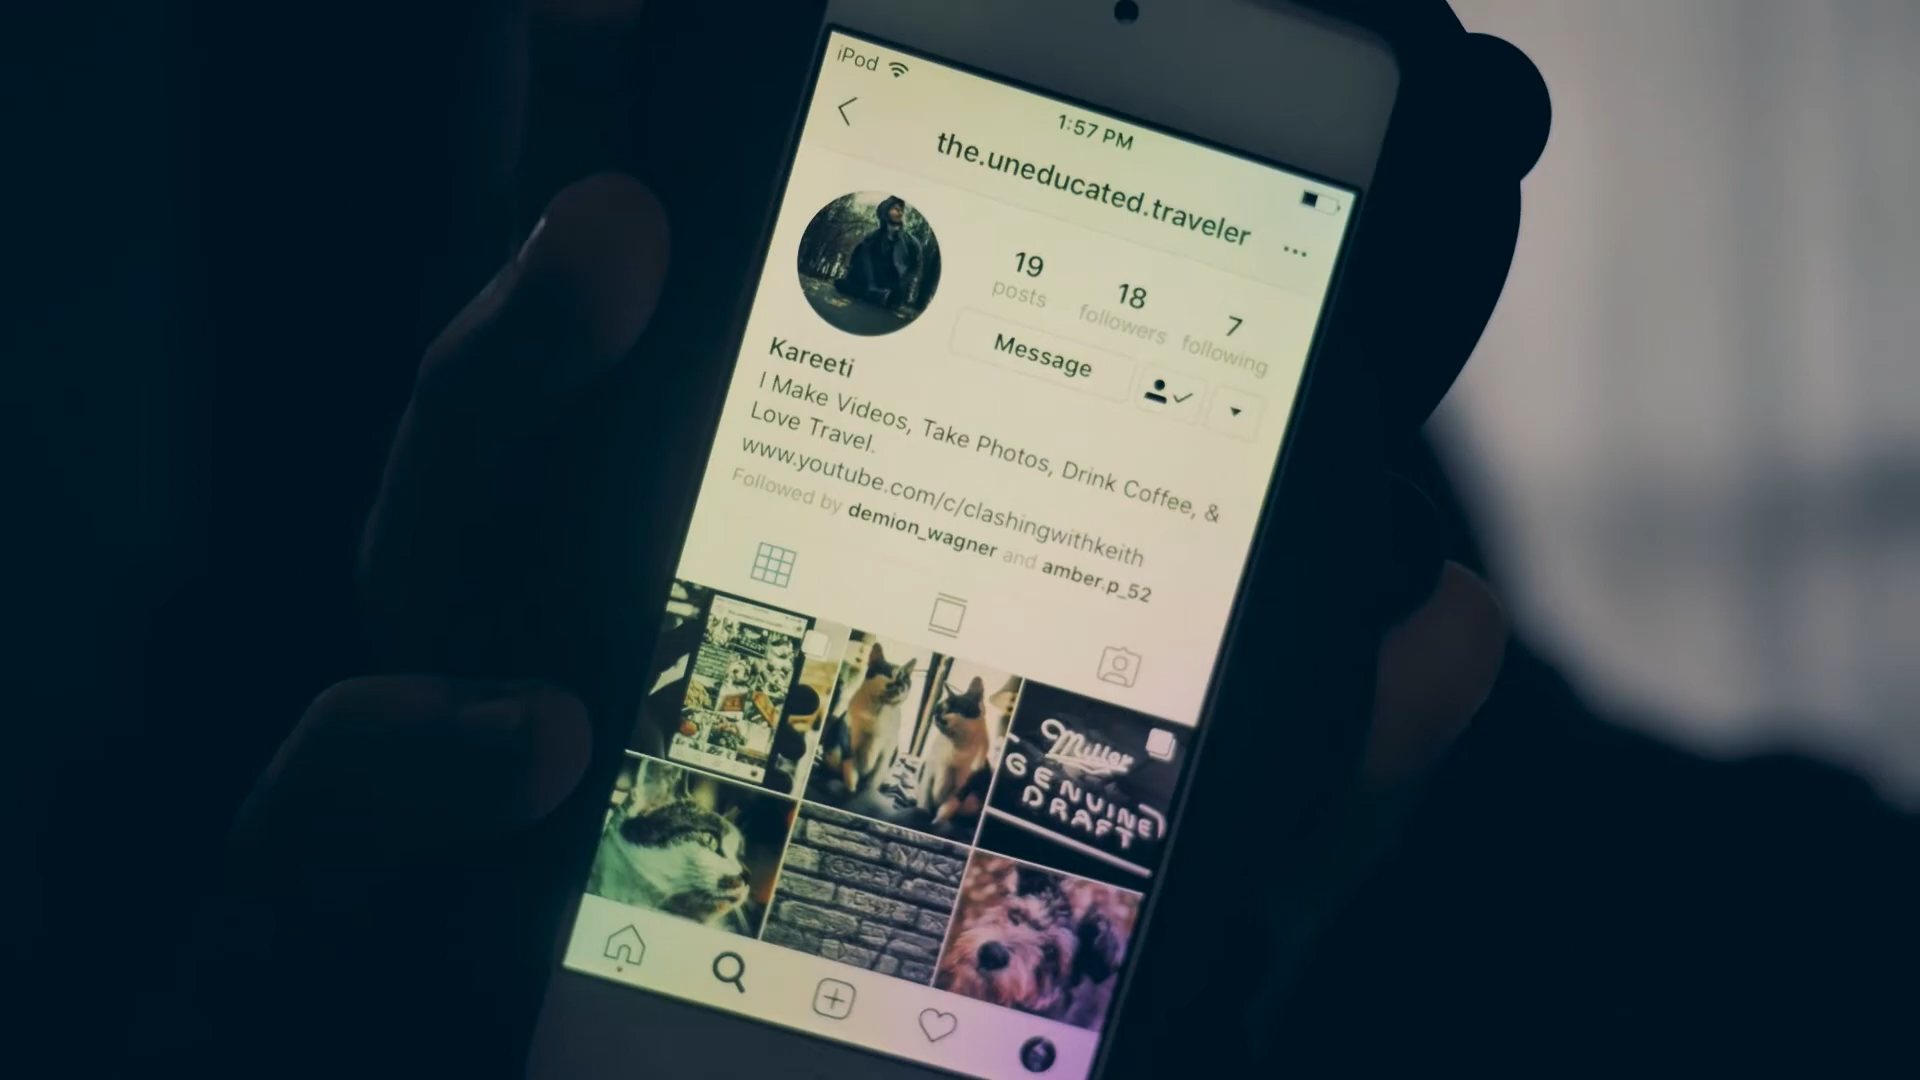 iPod
1:57 PM
the.uneducated.traveler
19 posts
18 followers
7 following
Message
Kareeti
I Make Videos, Take Photos, Drink Coffee, &
Love Travel.
www.youtube.com/c/clashingwithkeith
Followed by demion_wagner and amber.p_52
Miller
GENUINE
DRAFT